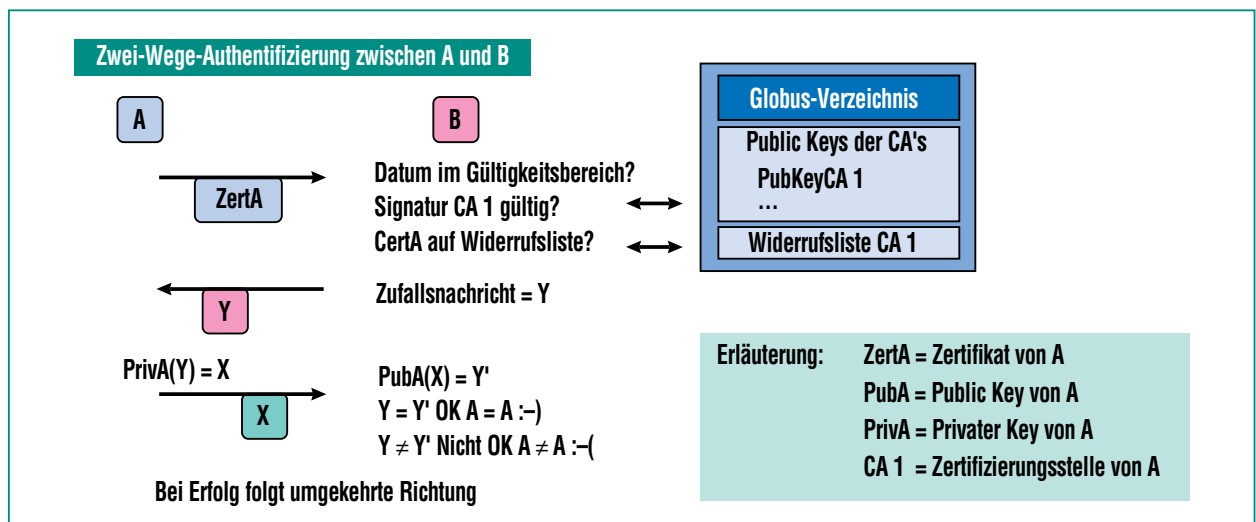 Zwei-Wege-Authentifizierung zwischen A und B
A
B
ZertA
Datum im Gültigkeitsbereich?
Signatur CA 1 gültig?
CertA auf Widerrufsliste?
Globus-Verzeichnis
Public Keys der CA's
PubKeyCA 1
...
Widerrufsliste CA 1
Y
Zufallsnachricht = Y
PrivA(Y) = X
X
PubA(X) = Y'
Y = Y' OK A = A :–)
Y ≠ Y' Nicht OK A ≠ A :–(
Bei Erfolg folgt umgekehrte Richtung
Erläuterung: ZertA = Zertifikat von A
PubA = Public Key von A
PrivA = Privater Key von A
CA 1 = Zertifizierungsstelle von A